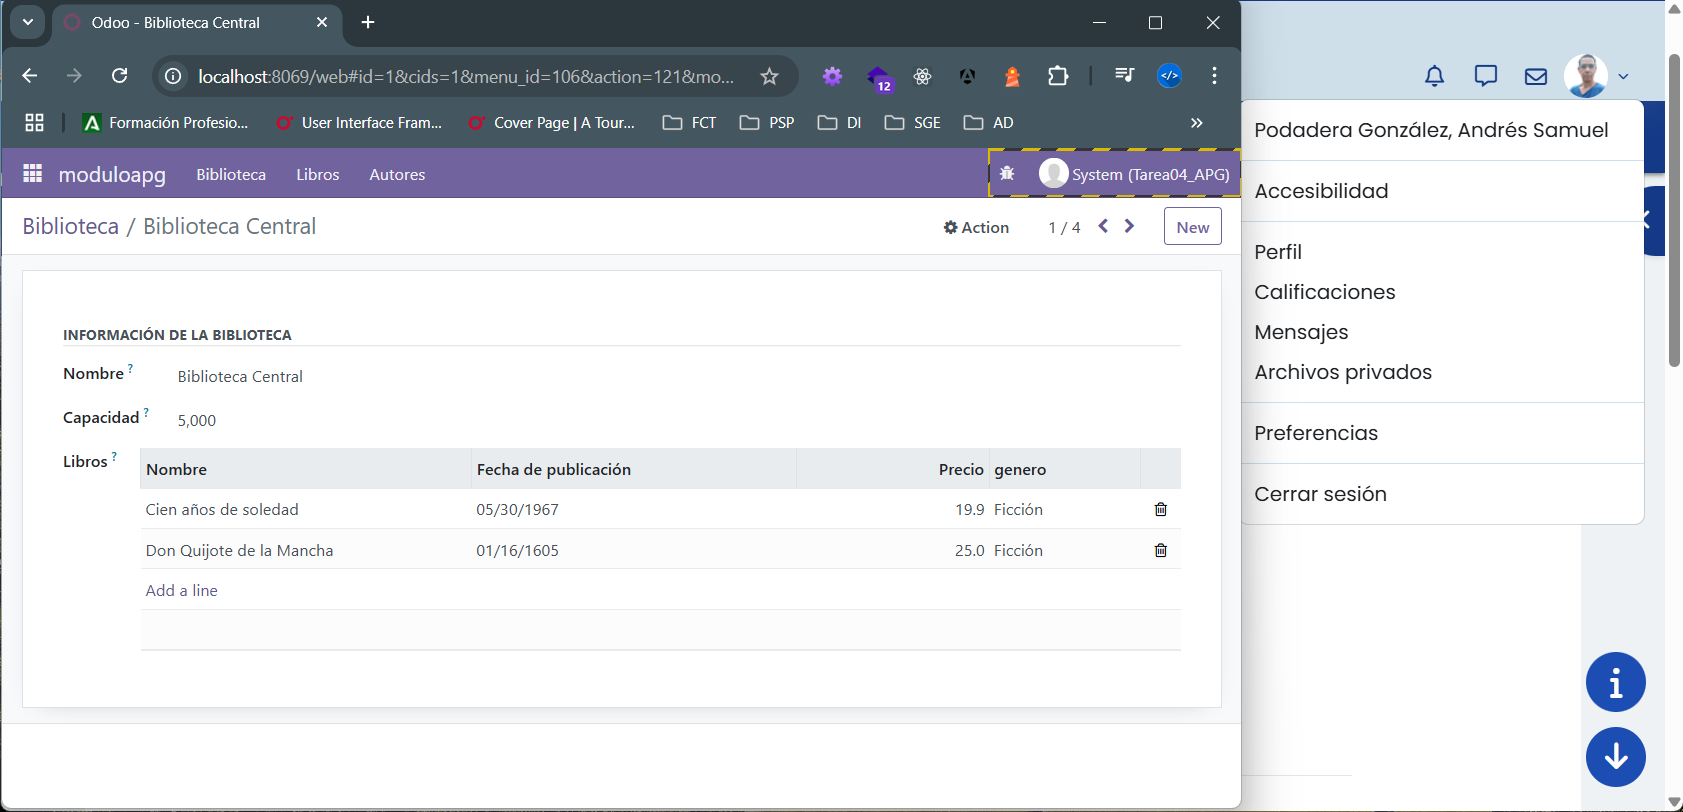 Odoo - Biblioteca Central
localhost:8069/web#id=1&cids=1&menu_id=106&action=121&mo...
12
Formación Profesio...
User Interface Fram...
Cover Page | A Tour...
FCT
PSP
DI
SGE
AD
moduloapg
Biblioteca
Libros
Autores
System (Tarea04_APG)
Biblioteca / Biblioteca Central
Action
1 / 4
New
INFORMACIÓN DE LA BIBLIOTECA
Nombre ?
Biblioteca Central
Capacidad ?
5,000
Libros ?
Nombre Fecha de publicación Precio genero
Cien años de soledad 05/30/1967 19.9 Ficción
Don Quijote de la Mancha 01/16/1605 25.0 Ficción
Add a line
Podadera González, Andrés Samuel
Accesibilidad
Perfil
Calificaciones
Mensajes
Archivos privados
Preferencias
Cerrar sesión